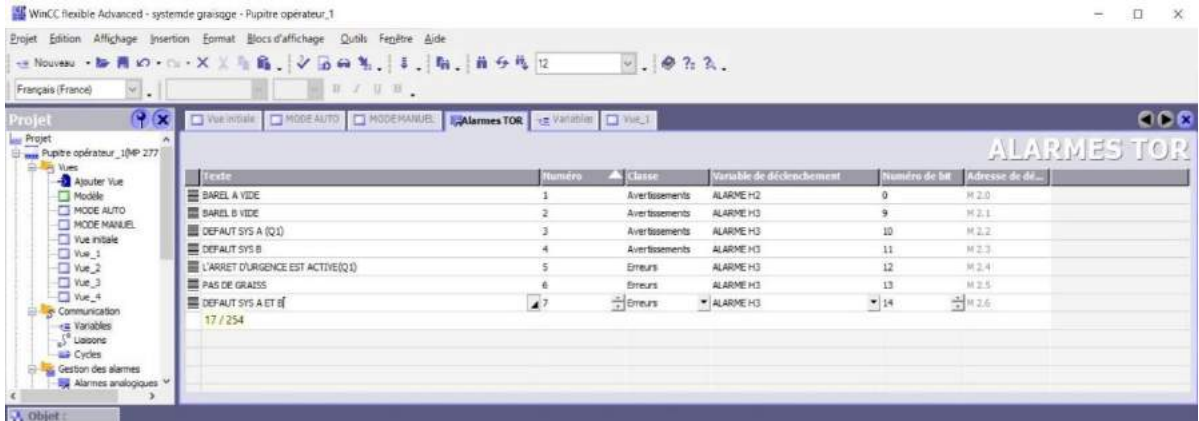 WinCC flexible Advanced - systemde graisqge - Pupitre opérateur_1
Projet Edition Affichage Insertion Format Blocs d'affichage Outils Fenêtre Aide
Nouveau 12
Français (France)
Projet
Vue initiale MODE AUTO MODE MANUEL Alarmes TOR Variables Vue_1
ALARMES TOR
Projet
Pupitre opérateur_1(MP 277
Vues
Ajouter Vue
Modèle
MODE AUTO
MODE MANUEL
Vue initiale
Vue_1
Vue_2
Vue_3
Vue_4
Communication
Variables
Liaisons
Cycles
Gestion des alarmes
Alarmes analogiques
Texte Numéro Classe Variable de déclenchement Numéro de bit Adresse de dé...
BAREL A VIDE 1 Avertissements ALARME H2 0 M 2.0
BAREL B VIDE 2 Avertissements ALARME H3 9 M 2.1
DEFAUT SYS A (Q1) 3 Avertissements ALARME H3 10 M 2.2
DEFAUT SYS B 4 Avertissements ALARME H3 11 M 2.3
L'ARRET D'URGENCE EST ACTIVE(Q1) 5 Erreurs ALARME H3 12 M 2.4
PAS DE GRAISS 6 Erreurs ALARME H3 13 M 2.5
DEFAUT SYS A ET B 7 Erreurs ALARME H3 14 M 2.6
17 / 254
Objet :